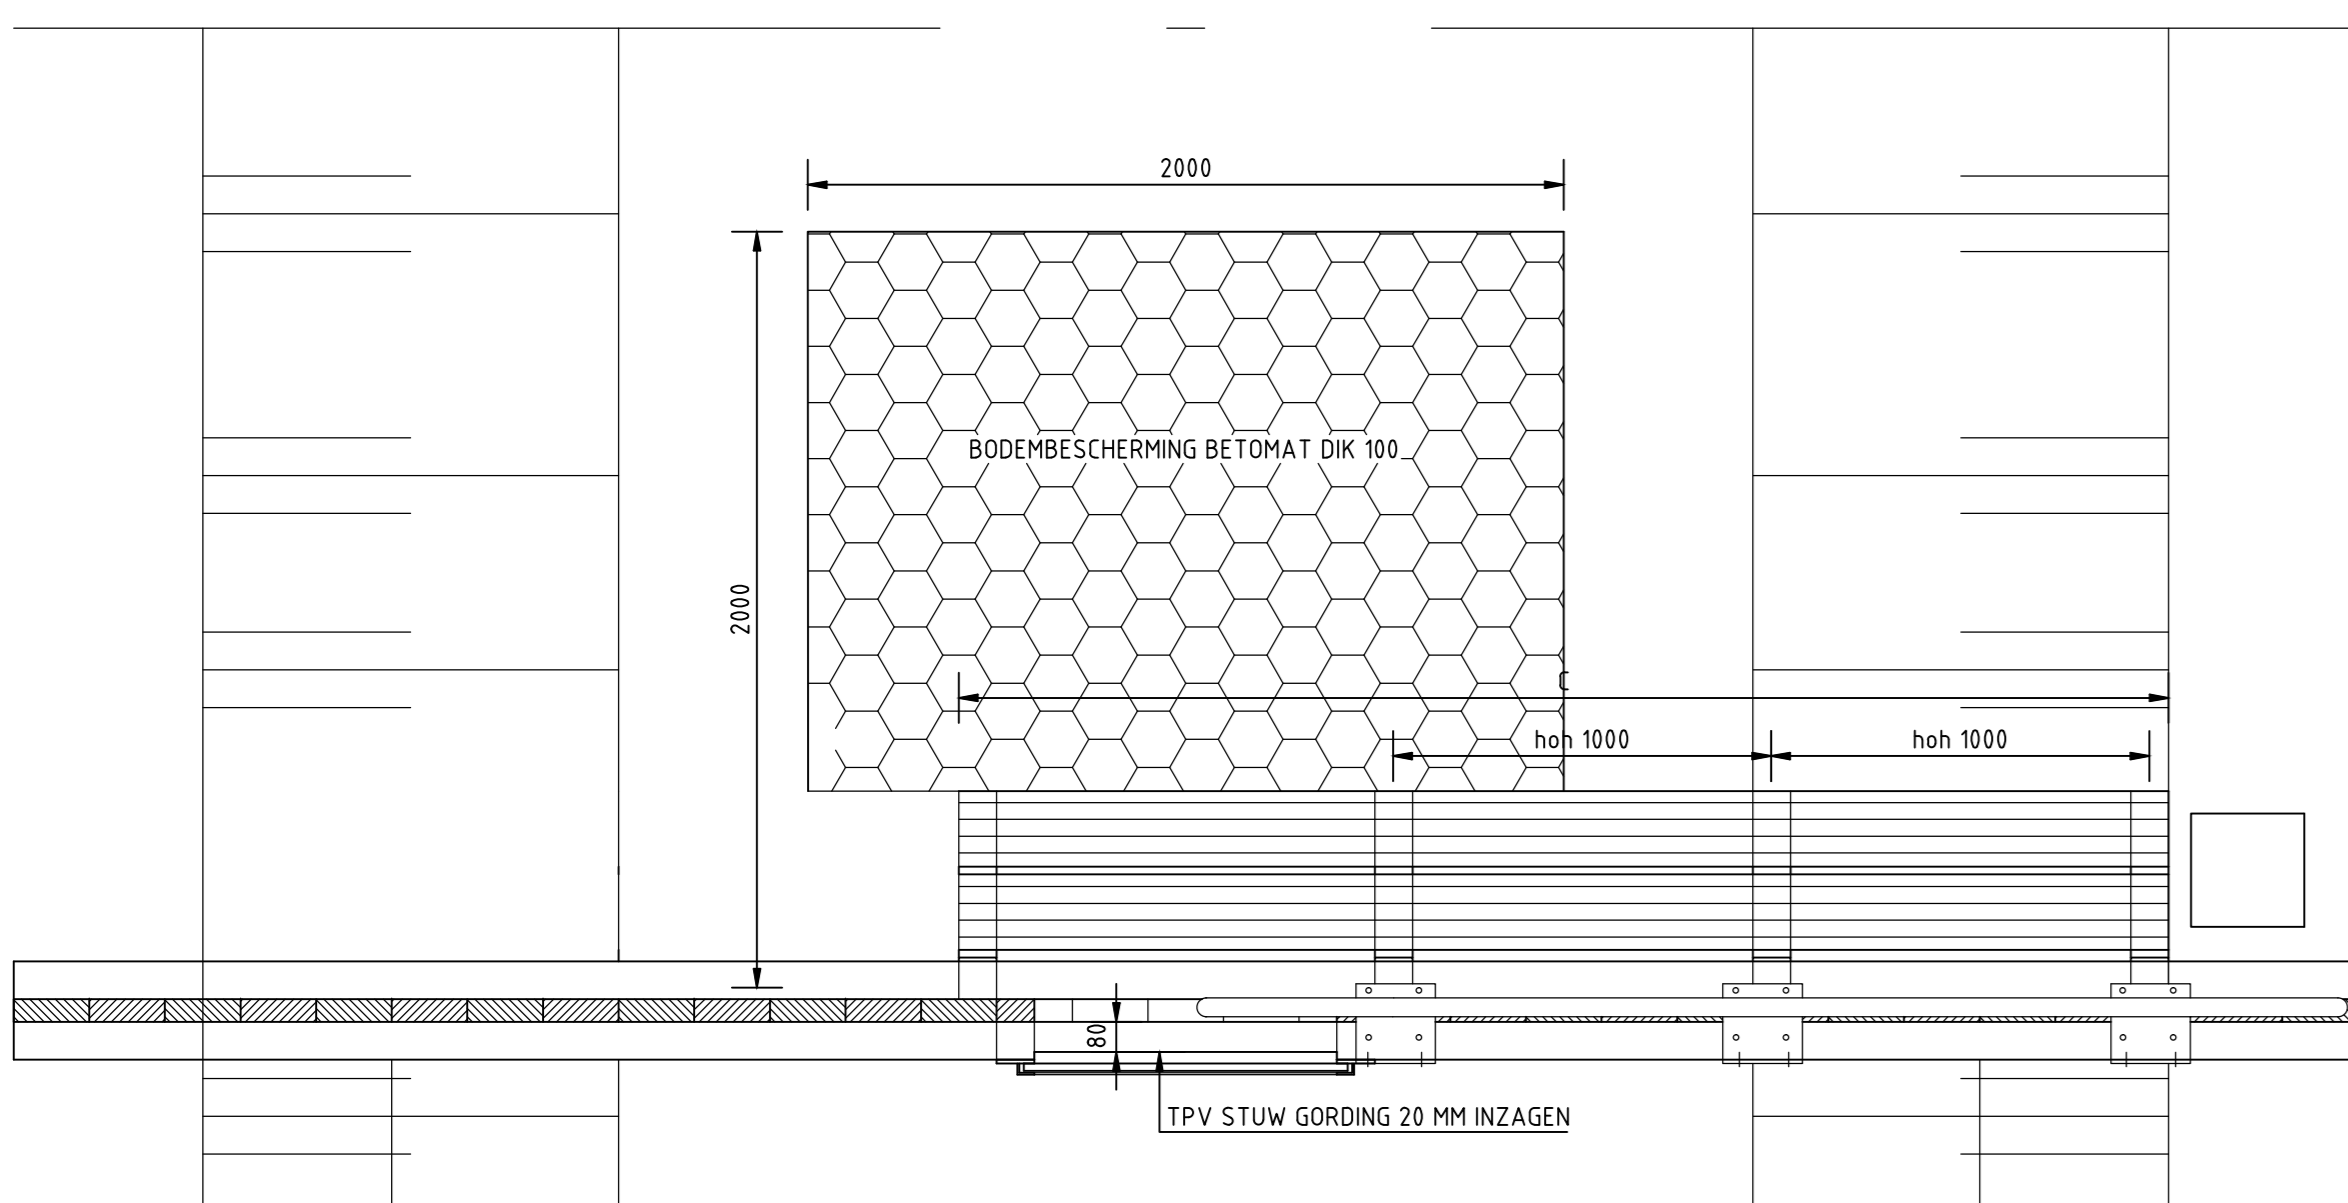 2000
BODEMBESCHERMING BETOMAT DIK 100
2000
hoh 1000
hoh 1000
80
TPV STUW GORDING 20 MM INZAGEN